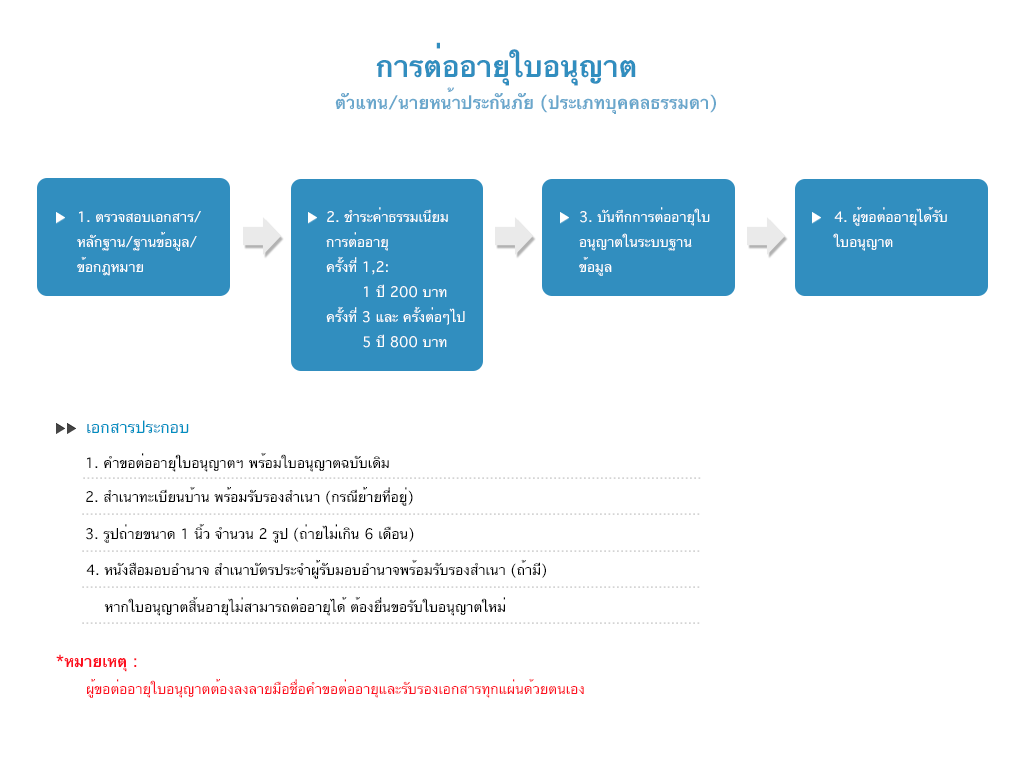 การต่ออายุใบอนุญาต
ตัวแทน/นายหน้าประกันภัย (ประเภทบุคคลธรรมดา)
1. ตรวจสอบเอกสาร/
หลักฐาน/ฐานข้อมูล/
ข้อกฎหมาย
2. ชำระค่าธรรมเนียม
การต่ออายุ
ครั้งที่ 1,2:
1 ปี 200 บาท
ครั้งที่ 3 และ ครั้งต่อๆไป
5 ปี 800 บาท
3. บันทึกการต่ออายุใบ
อนุญาตในระบบฐาน
ข้อมูล
4. ผู้ขอต่ออายุได้รับ
ใบอนุญาต
เอกสารประกอบ
1. คำขอต่ออายุใบอนุญาตฯ พร้อมใบอนุญาตฉบับเดิม
2. สำเนาทะเบียนบ้าน พร้อมรับรองสำเนา (กรณีย้ายที่อยู่)
3. รูปถ่ายขนาด 1 นิ้ว จำนวน 2 รูป (ถ่ายไม่เกิน 6 เดือน)
4. หนังสือมอบอำนาจ สำเนาบัตรประจำผู้รับมอบอำนาจพร้อมรับรองสำเนา (ถ้ามี)
หากใบอนุญาตสิ้นอายุไม่สามารถต่ออายุได้ ต้องยื่นขอรับใบอนุญาตใหม่
*หมายเหตุ :
ผู้ขอต่ออายุใบอนุญาตต้องลงลายมือชื่อคำขอต่ออายุและรับรองเอกสารทุกแผ่นด้วยตนเอง